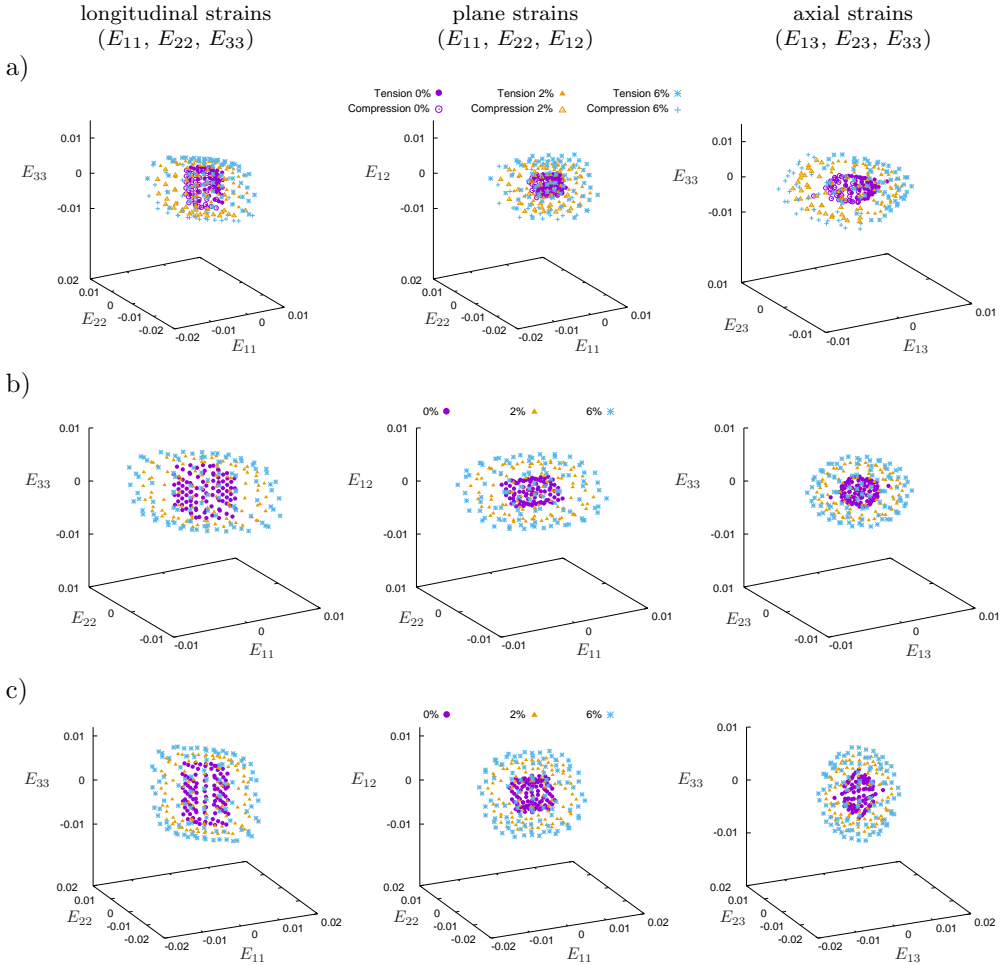 longitudinal strains plane strains axial strains
(E11, E22, E33) (E11, E22, E12) (E13, E23, E33)
a)
Tension 0% Tension 2% Tension 6%
Compression 0% Compression 2% Compression 6%
0.01
0
-0.01
E33
0.02
0.01
0
-0.01
-0.02
E22
-0.02
-0.01
0
0.01
E11
0.01
0
-0.01
E12
0.02
0.01
0
-0.01
-0.02
E22
-0.02
-0.01
0
0.01
E11
0.01
0
-0.01
E33
0.01
0
-0.01
E23
-0.01
0
0.01
E13
b)
0% 2% 6%
0.01
0
-0.01
E33
0.01
0
-0.01
E22
-0.01
0
0.01
E11
0.01
0
-0.01
E12
0.01
0
-0.01
E22
-0.01
0
0.01
E11
0.01
0
-0.01
E33
0.01
0
-0.01
E23
-0.01
0
0.01
E13
c)
0% 2% 6%
0.01
0
-0.01
E33
0.02
0.01
0
-0.01
-0.02
E22
-0.02
-0.01
0
0.01
0.02
E11
0.01
0
-0.01
E12
0.02
0.01
0
-0.01
-0.02
E22
-0.02
-0.01
0
0.01
0.02
E11
0.01
0
-0.01
E33
0.02
0.01
0
-0.01
-0.02
E23
-0.02
-0.01
0
0.01
0.02
E13